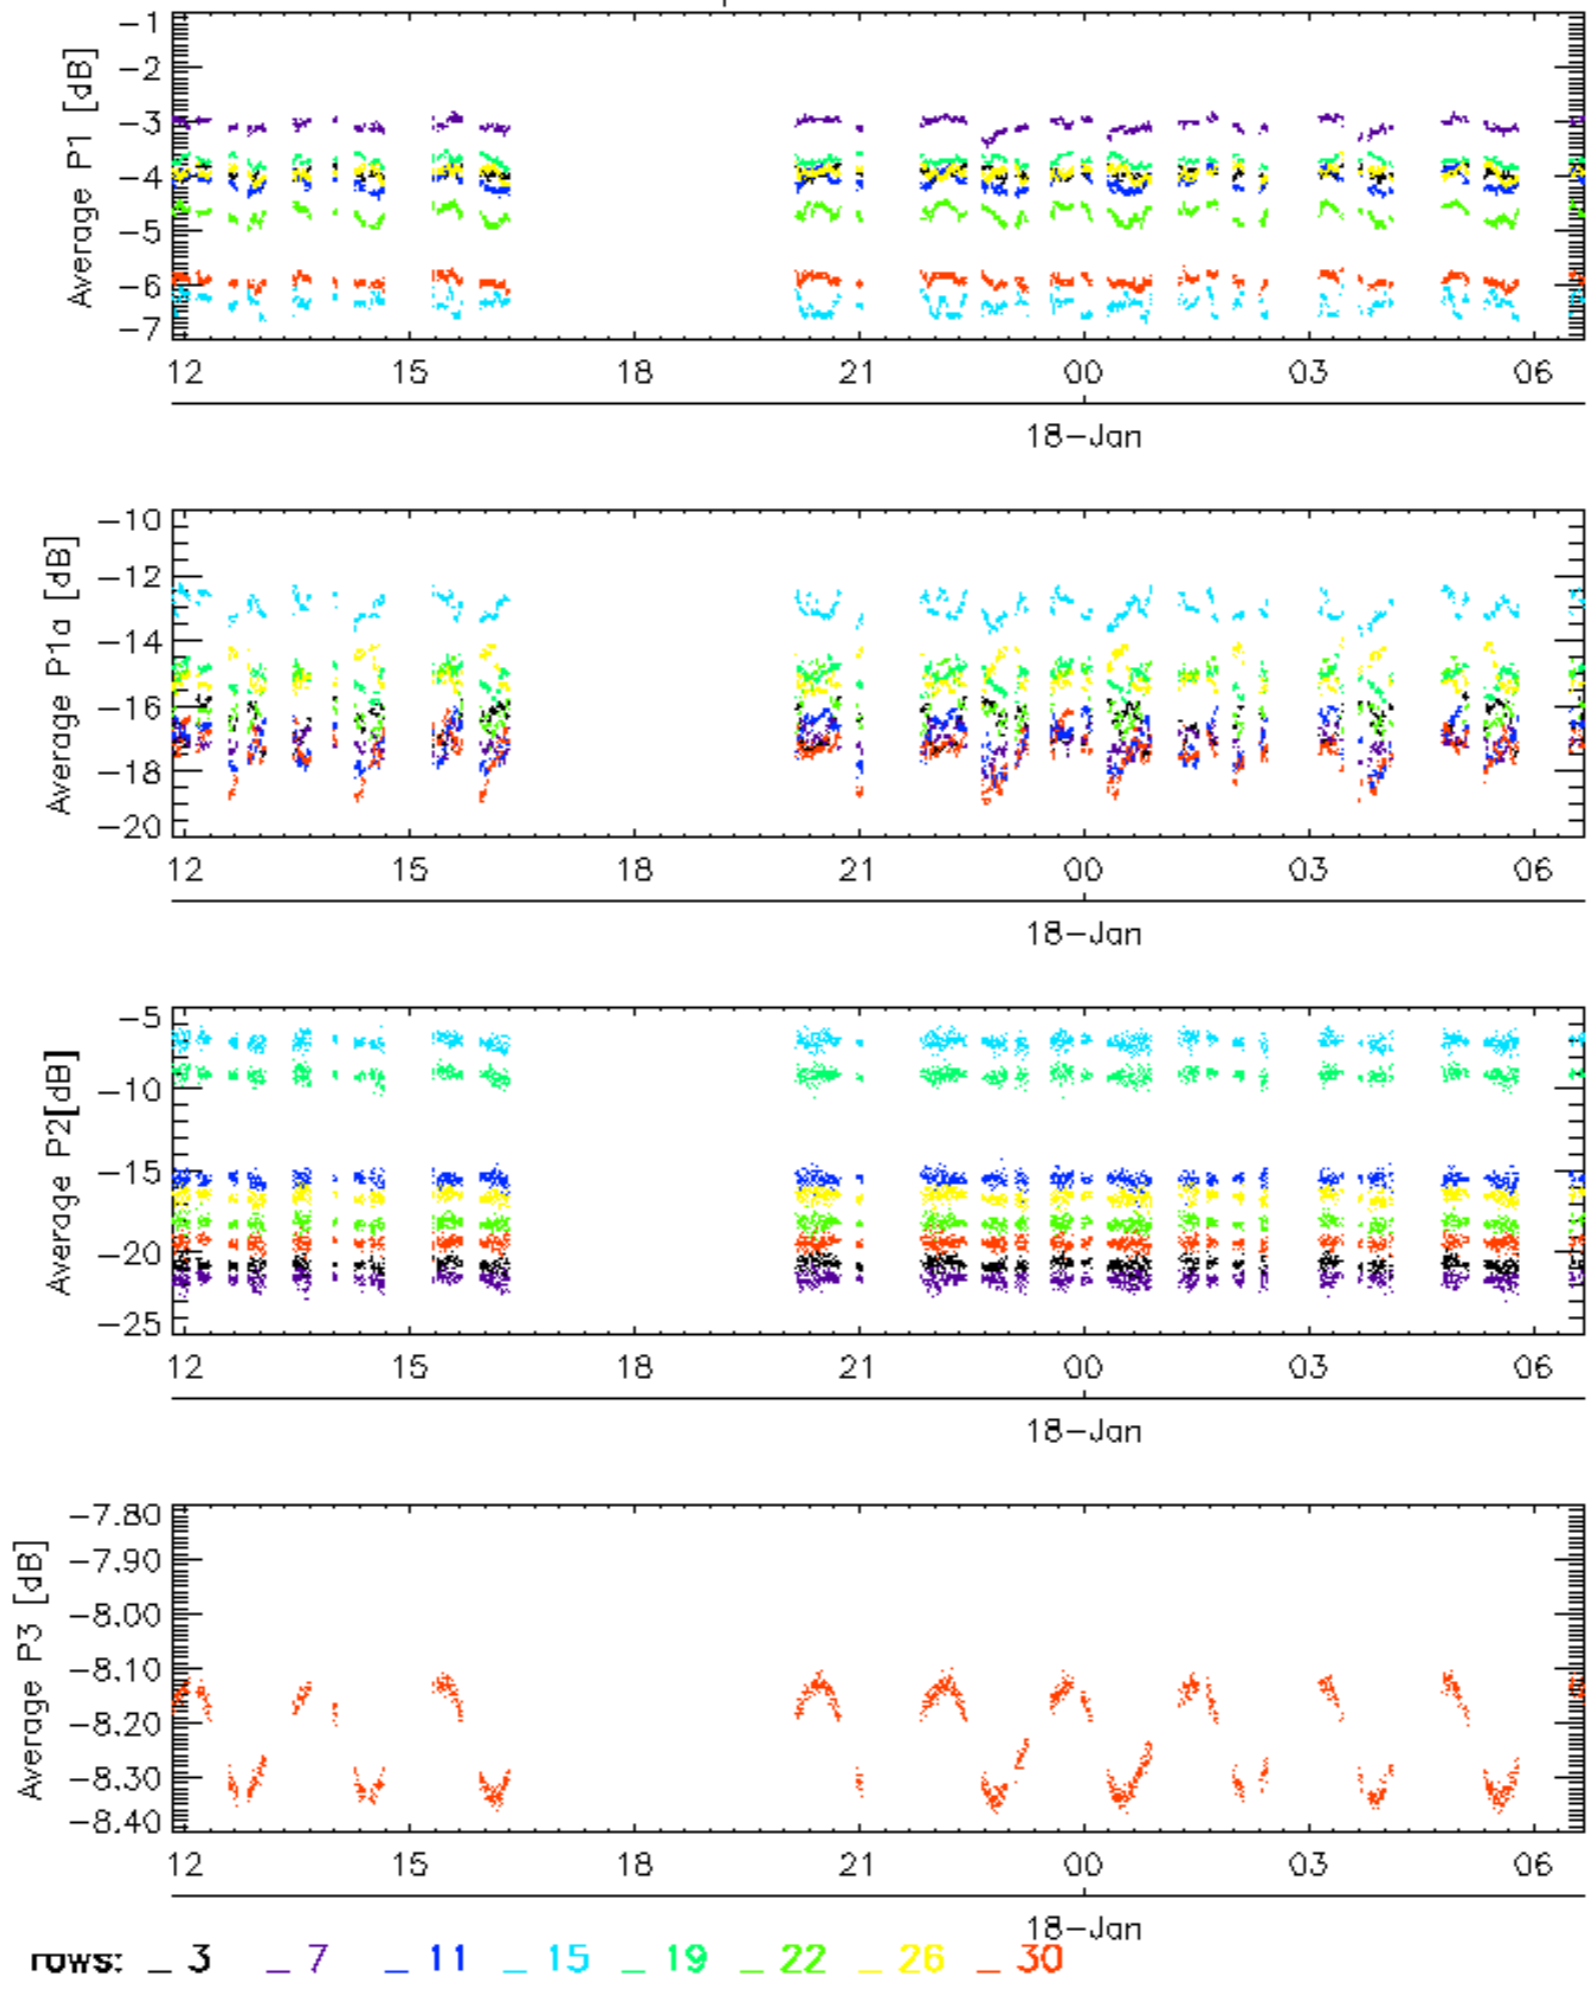 Average P1 [dB]
-1
-2
-3
-4
-5
-6
-7
12 15 18 21 00 03 06
18-Jan
Average P1a [dB]
-10
-12
-14
-16
-18
-20
12 15 18 21 00 03 06
18-Jan
Average P2[dB]
-5
-10
-15
-20
-25
12 15 18 21 00 03 06
18-Jan
Average P3 [dB]
-7.80
-7.90
-8.00
-8.10
-8.20
-8.30
-8.40
12 15 18 21 00 03 06
18-Jan
rows: _ 3 _ 7 _ 11 _ 15 _ 19 _ 22 _ 26 _ 30